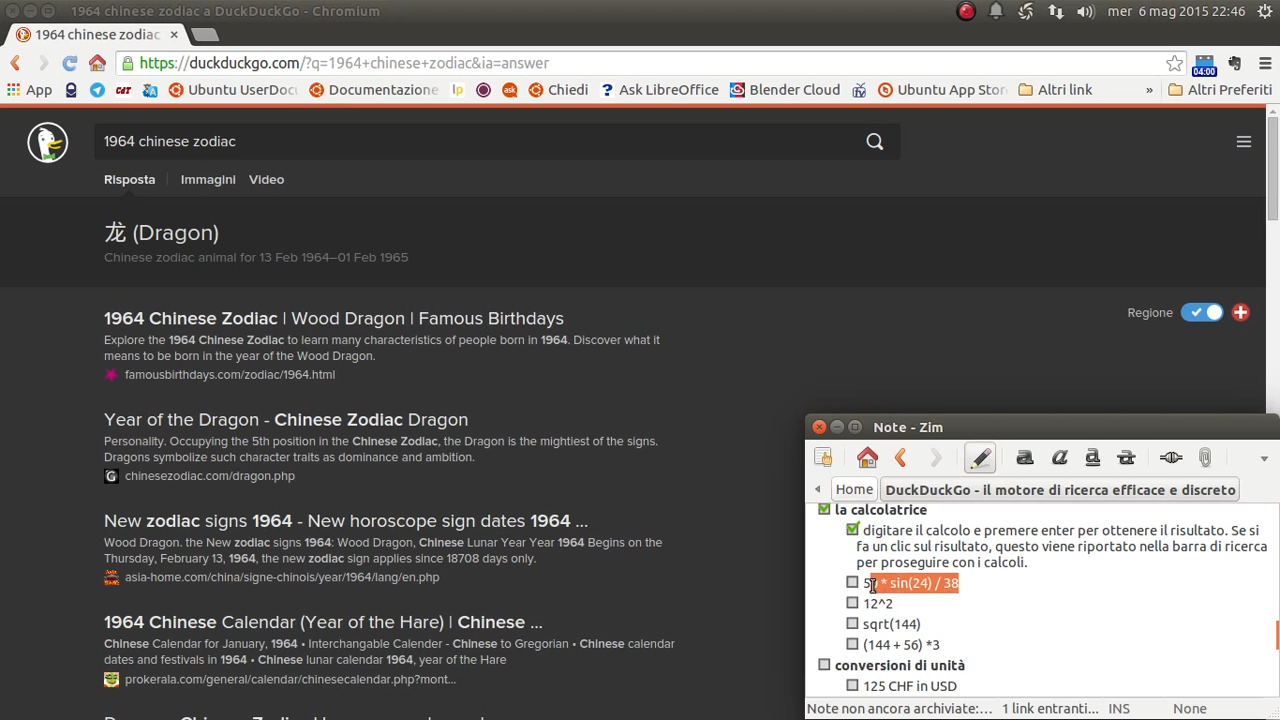 1964 chinese zodiac a DuckDuckGo - Chromium
mer 6 mag 2015 22:46
1964 chinese zodiac
https://duckduckgo.com/?q=1964+chinese+zodiac&ia=answer
04:00
App
Ubuntu UserDocu
Documentazione
lp
ask
Chiedi
Ask LibreOffice
Blender Cloud
Ubuntu App Stor
Altri link
»
Altri Preferiti
1964 chinese zodiac
Risposta
Immagini
Video
龙 (Dragon)
Chinese zodiac animal for 13 Feb 1964–01 Feb 1965
Regione
1964 Chinese Zodiac | Wood Dragon | Famous Birthdays
Explore the 1964 Chinese Zodiac to learn many characteristics of people born in 1964. Discover what it
means to be born in the year of the Wood Dragon.
famousbirthdays.com/zodiac/1964.html
Year of the Dragon - Chinese Zodiac Dragon
Personality. Occupying the 5th position in the Chinese Zodiac, the Dragon is the mightiest of the signs.
Dragons symbolize such character traits as dominance and ambition.
chinesezodiac.com/dragon.php
New zodiac signs 1964 - New horoscope sign dates 1964 ...
Wood Dragon. the New zodiac signs 1964: Wood Dragon, Chinese Lunar Year Year 1964 Begins on the
Thursday, February 13, 1964, the new zodiac sign applies since 18708 days only.
asia-home.com/china/signe-chinois/year/1964/lang/en.php
1964 Chinese Calendar (Year of the Hare) | Chinese ...
Chinese Calendar for January, 1964 • Interchangable Calendar - Chinese to Gregorian • Chinese calendar
dates and festivals in 1964 • Chinese lunar calendar 1964, year of the Hare
prokerala.com/general/calendar/chinesecalendar.php?mont...
Note - Zim
Home
DuckDuckGo - il motore di ricerca efficace e discreto
la calcolatrice
digitare il calcolo e premere enter per ottenere il risultato. Se si
fa un clic sul risultato, questo viene riportato nella barra di ricerca
per proseguire con i calcoli.
* sin(24) / 38
12^2
sqrt(144)
(144 + 56) *3
conversioni di unità
125 CHF in USD
Note non ancora archiviate:...
1 link entranti...
INS
None